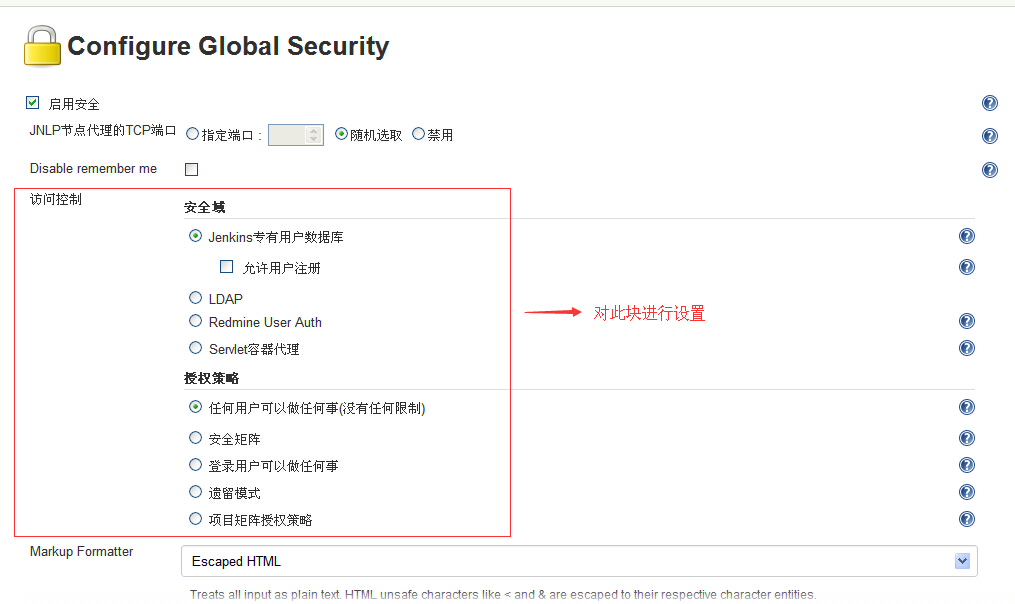 Configure Global Security
启用安全
JNLP节点代理的TCP端口 指定端口 : 随机选取 禁用
Disable remember me
访问控制
安全域
Jenkins专有用户数据库
允许用户注册
LDAP
对此块进行设置
Redmine User Auth
Servlet容器代理
授权策略
任何用户可以做任何事(没有任何限制)
安全矩阵
登录用户可以做任何事
遗留模式
项目矩阵授权策略
Markup Formatter
Escaped HTML
Treats all input as plain text. HTML unsafe characters like < and & are escaped to their respective character entities.